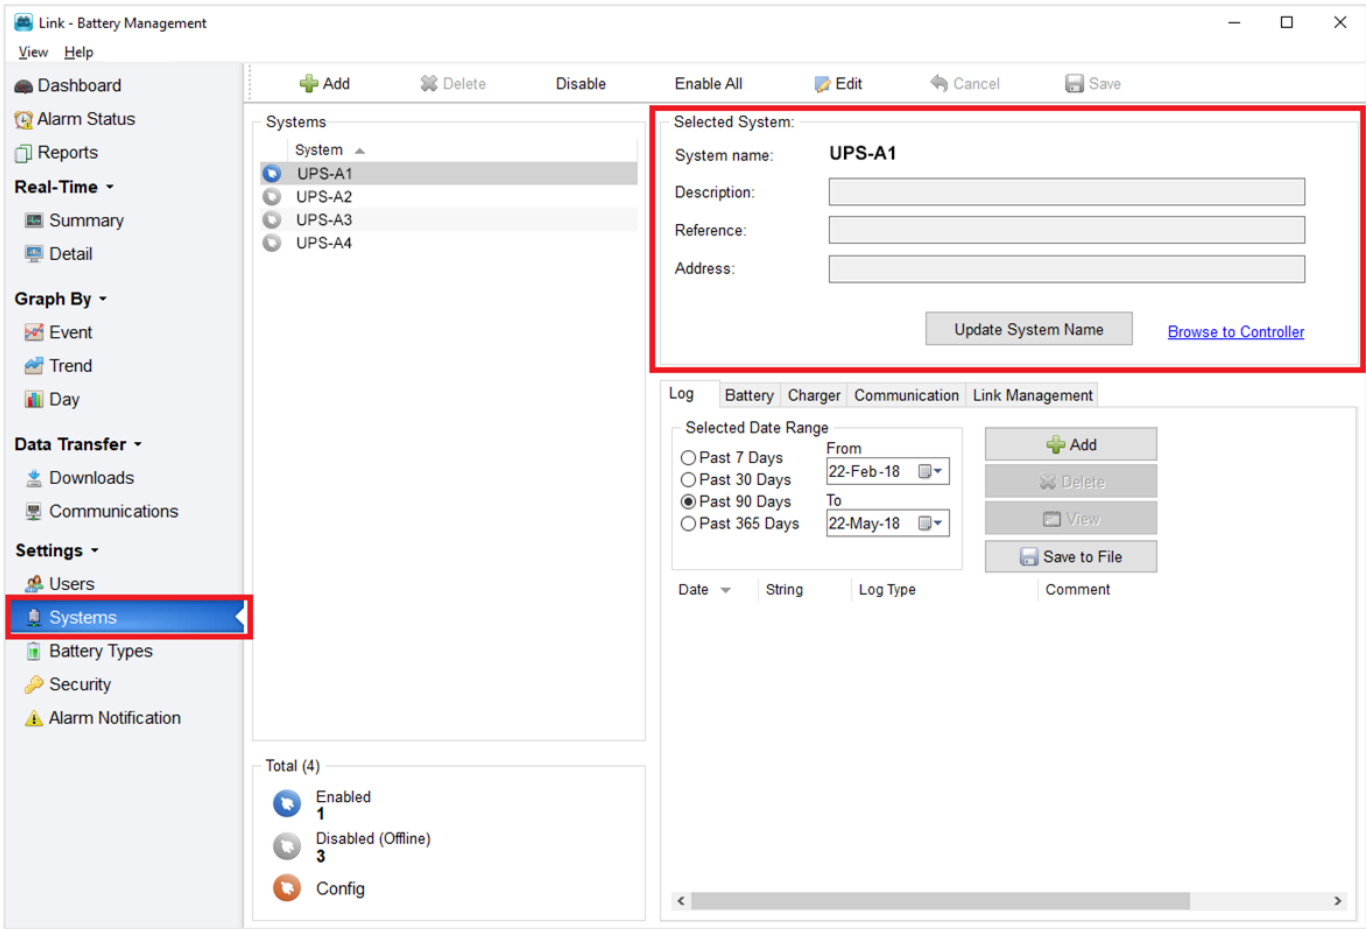 Link - Battery Management
View Help
Dashboard
Alarm Status
Reports
Real-Time
Summary
Detail
Graph By
Event
Trend
Day
Data Transfer
Downloads
Communications
Settings
Users
Systems
Battery Types
Security
Alarm Notification
Add Delete Disable Enable All Edit Cancel Save
Systems
System
UPS-A1
UPS-A2
UPS-A3
UPS-A4
Total (4)
Enabled
1
Disabled (Offline)
3
Config
Selected System:
System name: UPS-A1
Description:
Reference:
Address:
Update System Name Browse to Controller
Log Battery Charger Communication Link Management
Selected Date Range
Past 7 Days
Past 30 Days
Past 90 Days
Past 365 Days
From
22-Feb-18
To
22-May-18
Add
Delete
View
Save to File
Date String Log Type Comment